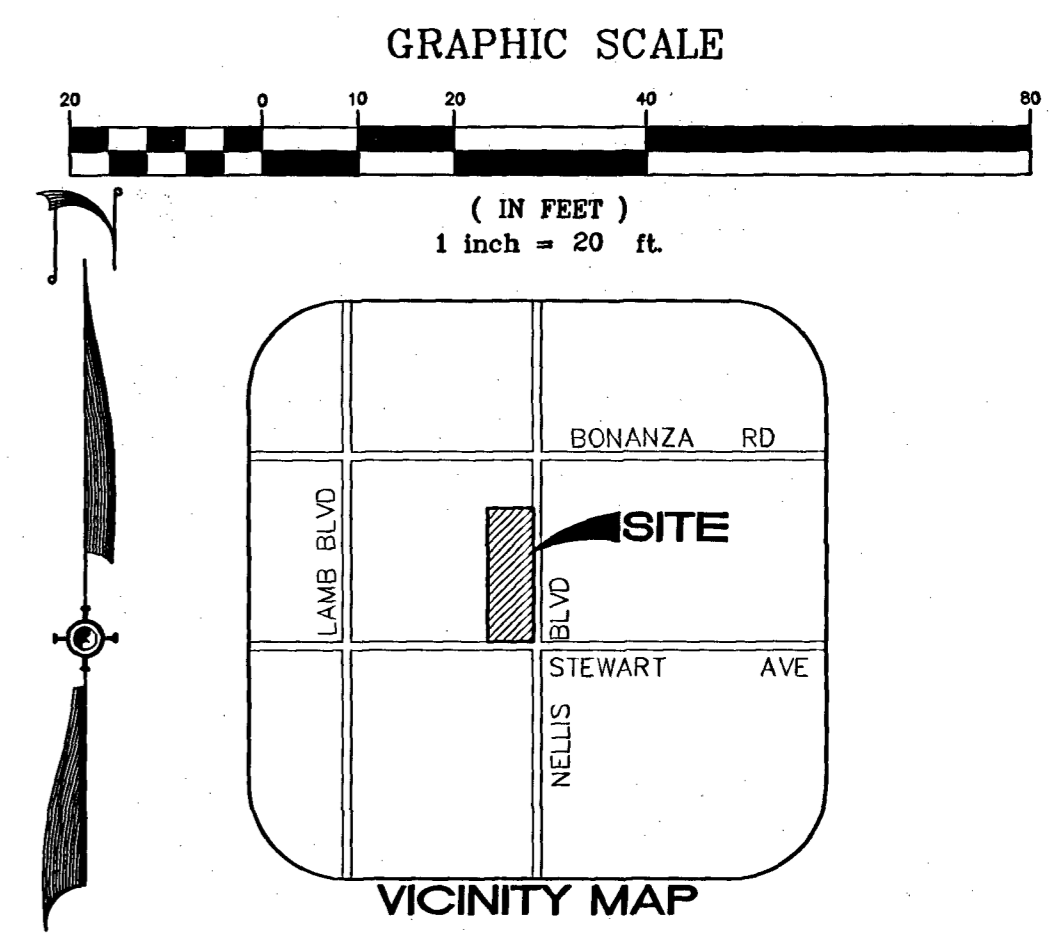 GRAPHIC SCALE
20 0 10 20 40 80
( IN FEET )
1 inch = 20 ft.
BONANZA RD
LAMB BLVD
SITE
BLVD
STEWART AVE
NELLIS
VICINITY MAP